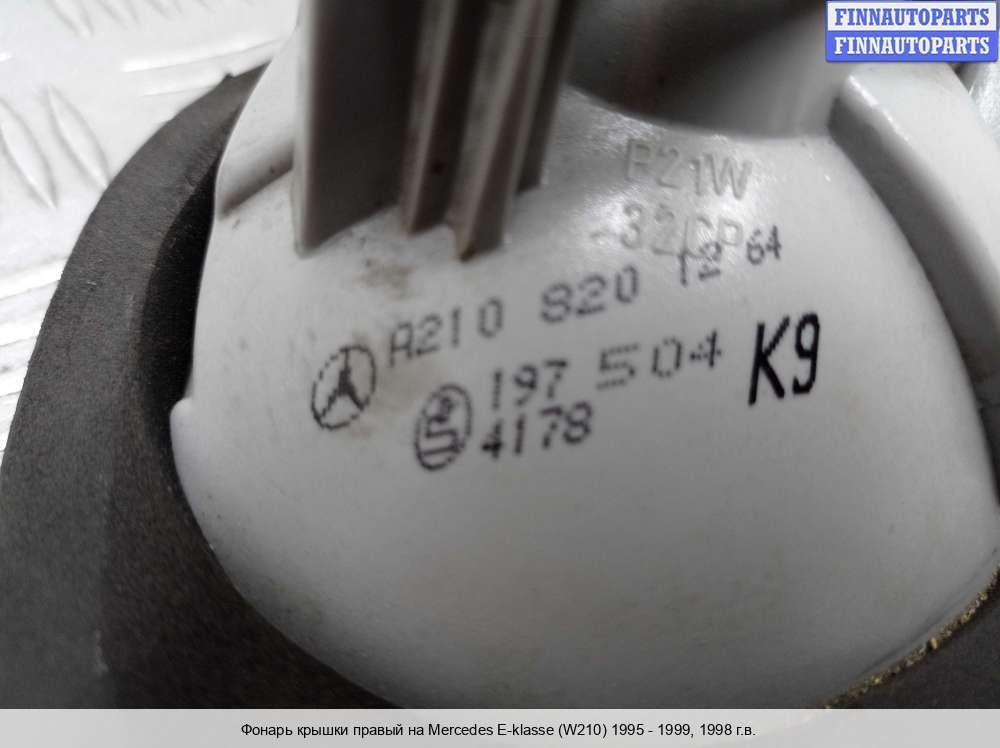 FINNAUTOPARTS
FINNAUTOPARTS
P21W
32CP
A210 820 12 64
197 504
4178
K9
Фонарь крышки правый на Mercedes E-klasse (W210) 1995 - 1999, 1998 г.в.